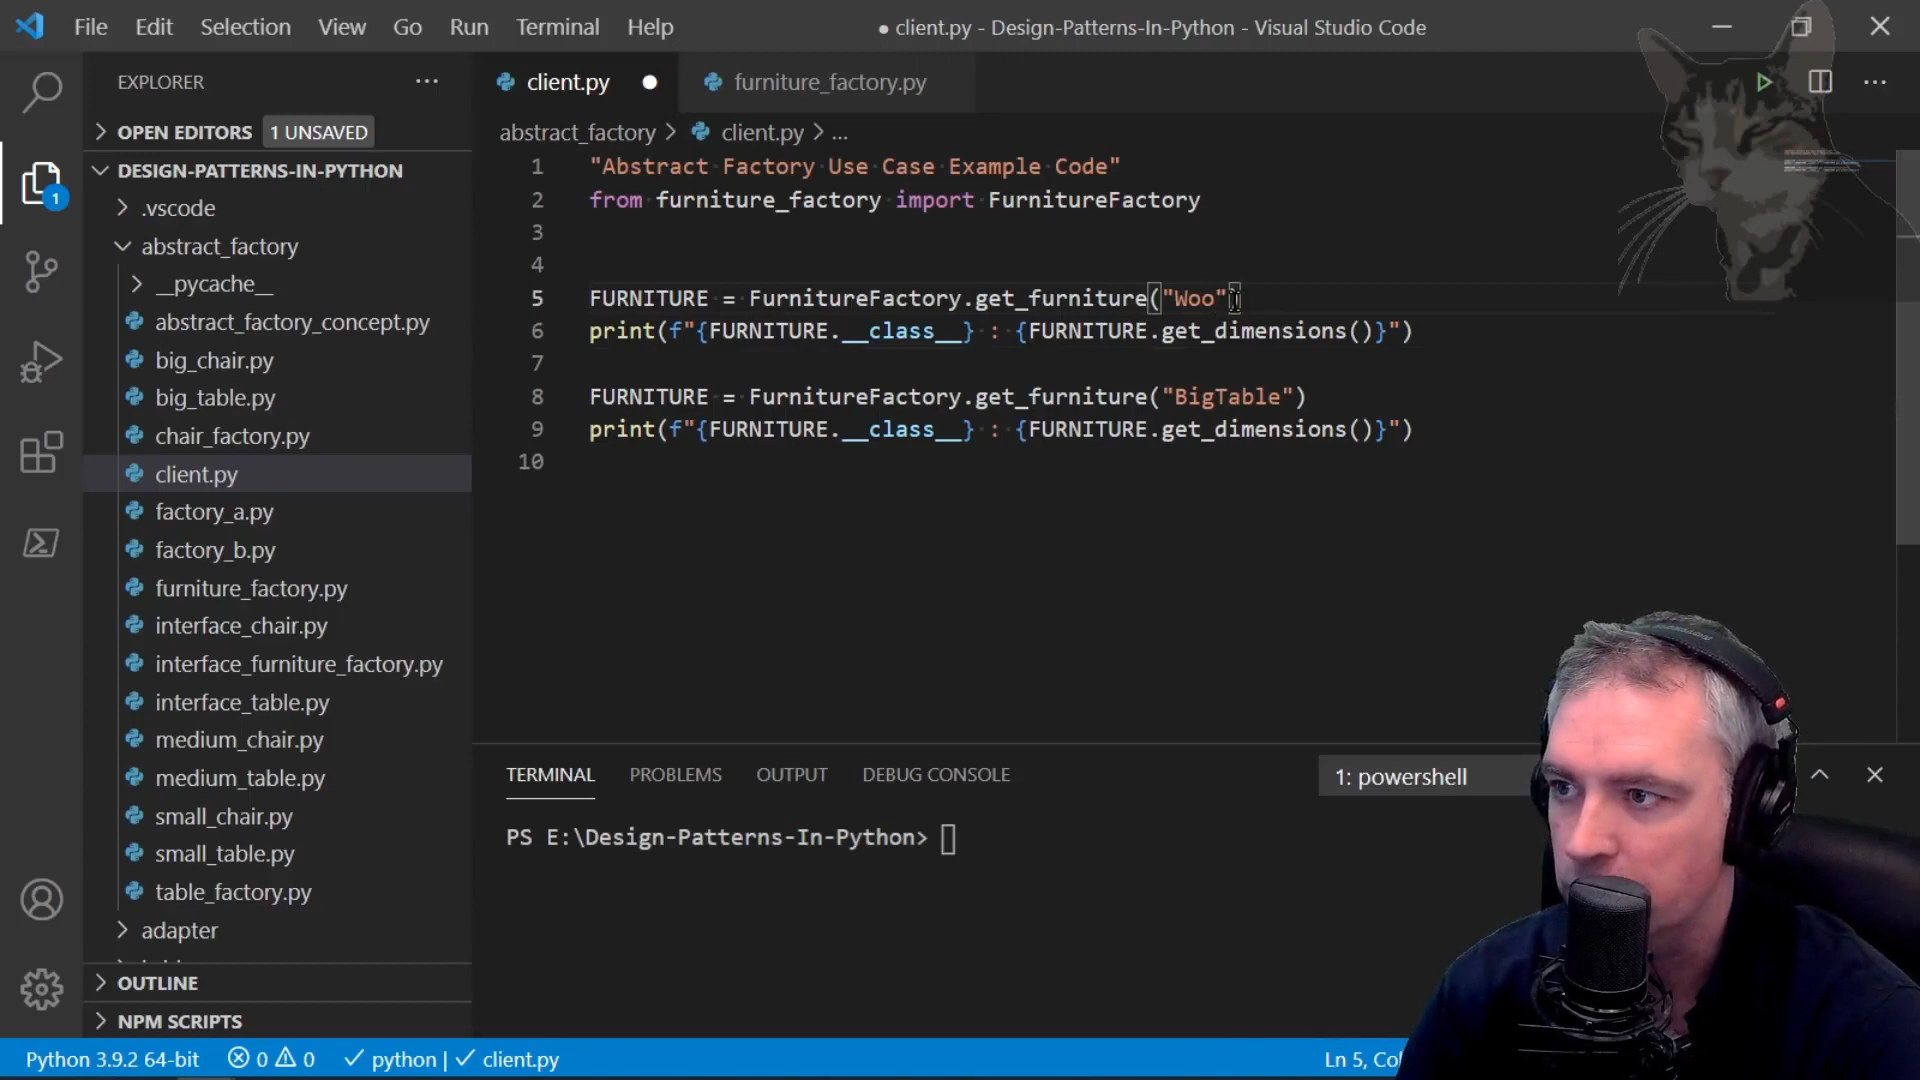 File Edit Selection View Go Run Terminal Help
● client.py - Design-Patterns-In-Python - Visual Studio Code
EXPLORER
OPEN EDITORS 1 UNSAVED
DESIGN-PATTERNS-IN-PYTHON
.vscode
abstract_factory
__pycache__
abstract_factory_concept.py
big_chair.py
big_table.py
chair_factory.py
client.py
factory_a.py
factory_b.py
furniture_factory.py
interface_chair.py
interface_furniture_factory.py
interface_table.py
medium_chair.py
medium_table.py
small_chair.py
small_table.py
table_factory.py
adapter
OUTLINE
NPM SCRIPTS
1
client.py ● furniture_factory.py
abstract_factory > client.py > ...
1 "Abstract Factory Use Case Example Code"
2 from furniture_factory import FurnitureFactory
3
4
5 FURNITURE = FurnitureFactory.get_furniture("Woo")
6 print(f"{FURNITURE.__class__} : {FURNITURE.get_dimensions()}")
7
8 FURNITURE = FurnitureFactory.get_furniture("BigTable")
9 print(f"{FURNITURE.__class__} : {FURNITURE.get_dimensions()}")
10
TERMINAL PROBLEMS OUTPUT DEBUG CONSOLE
1: powershell
PS E:\Design-Patterns-In-Python>
Python 3.9.2 64-bit 0 0 ✓ python | ✓ client.py
Ln 5,